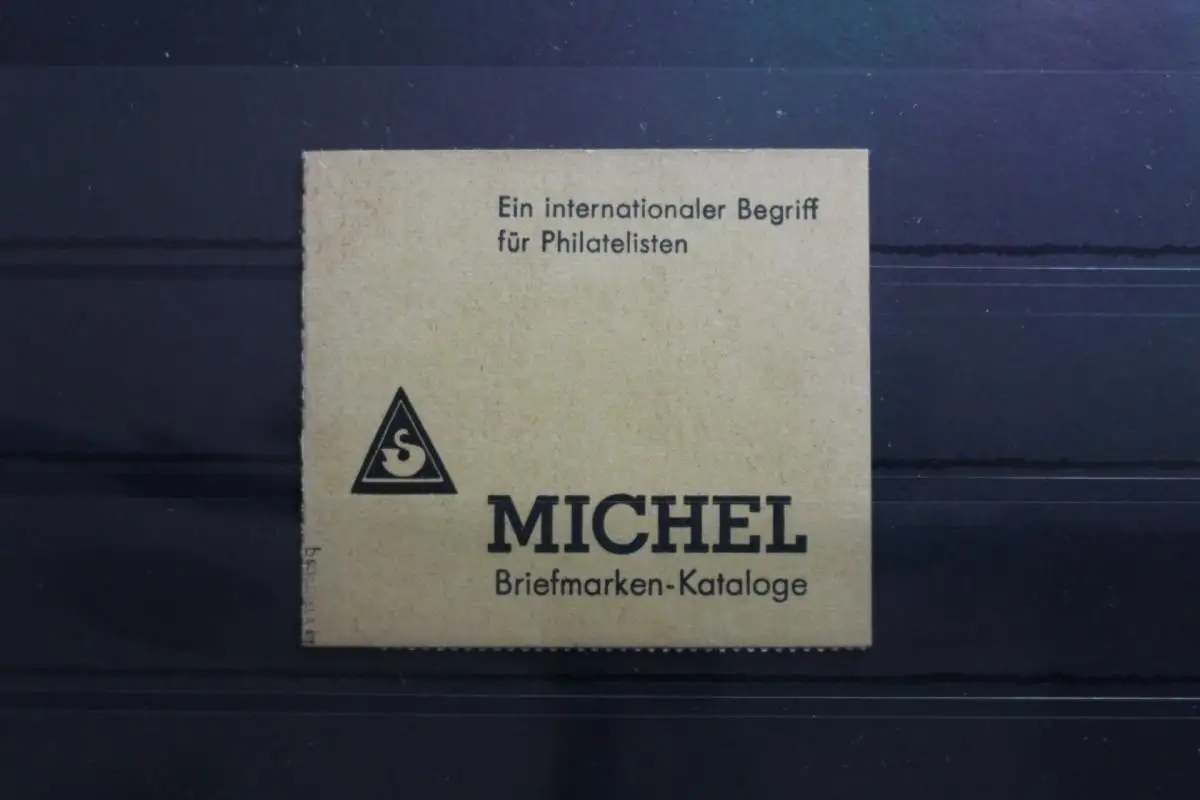 Ein internationaler Begriff
für Philatelisten
MICHEL
Briefmarken-Kataloge